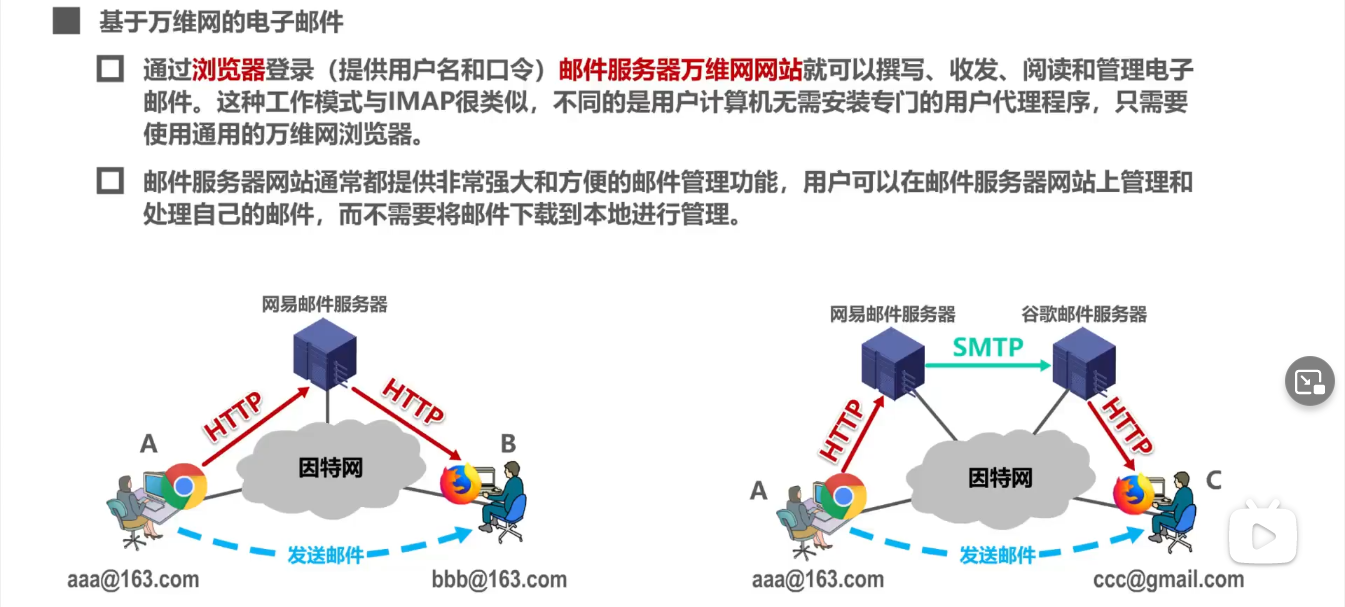 基于万维网的电子邮件
通过浏览器登录（提供用户名和口令）邮件服务器万维网网站就可以撰写、收发、阅读和管理电子
邮件。这种工作模式与IMAP很类似，不同的是用户计算机无需安装专门的用户代理程序，只需要
使用通用的万维网浏览器。
邮件服务器网站通常都提供非常强大和方便的邮件管理功能，用户可以在邮件服务器网站上管理和
处理自己的邮件，而不需要将邮件下载到本地进行管理。
网易邮件服务器
HTTP
HTTP
A
B
因特网
发送邮件
aaa@163.com
bbb@163.com
网易邮件服务器
谷歌邮件服务器
SMTP
HTTP
HTTP
A
C
因特网
发送邮件
aaa@163.com
ccc@gmail.com